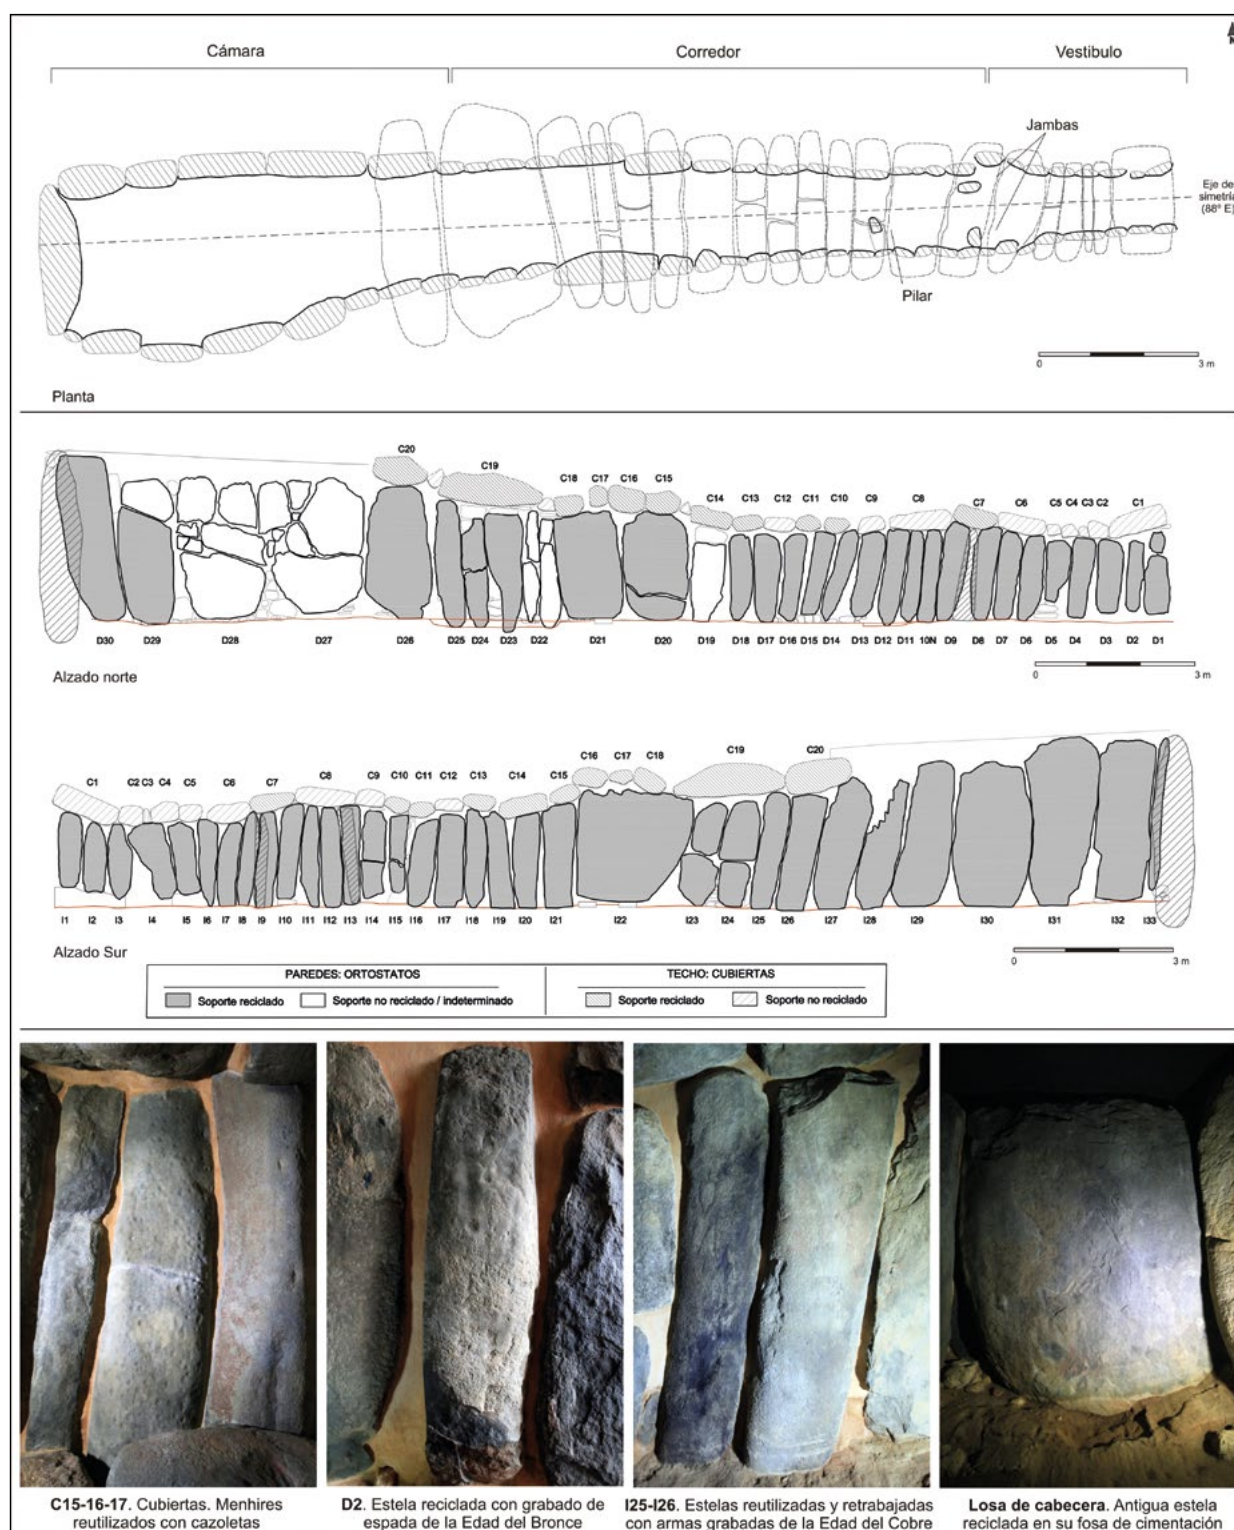 Cámara Corredor Vestibulo
Jambas
Eje de
simetría
(88º E)
Pilar
0 3 m
Planta
C20 C19 C18 C17 C16 C15 C14 C13 C12 C11 C10 C9 C8 C7 C6 C5 C4 C3 C2 C1
D30 D29 D28 D27 D26 D25 D24 D23 D22 D21 D20 D19 D18 D17 D16 D15 D14 D13 D12 D11 10N D9 D8 D7 D6 D5 D4 D3 D2 D1
Alzado norte
0 3 m
C1 C2 C3 C4 C5 C6 C7 C8 C9 C10 C11 C12 C13 C14 C15 C16 C17 C18 C19 C20
I1 I2 I3 I4 I5 I6 I7 I8 I9 I10 I11 I12 I13 I14 I15 I16 I17 I18 I19 I20 I21 I22 I23 I24 I25 I26 I27 I28 I29 I30 I31 I32 I33
Alzado Sur
0 3 m
PAREDES: ORTOSTATOS TECHO: CUBIERTAS
Soporte reciclado Soporte no reciclado / indeterminado Soporte reciclado Soporte no reciclado
C15-16-17. Cubiertas. Menhires
reutilizados con cazoletas
D2. Estela reciclada con grabado de
espada de la Edad del Bronce
I25-I26. Estelas reutilizadas y retrabajadas
con armas grabadas de la Edad del Cobre
Losa de cabecera. Antigua estela
reciclada en su fosa de cimentación